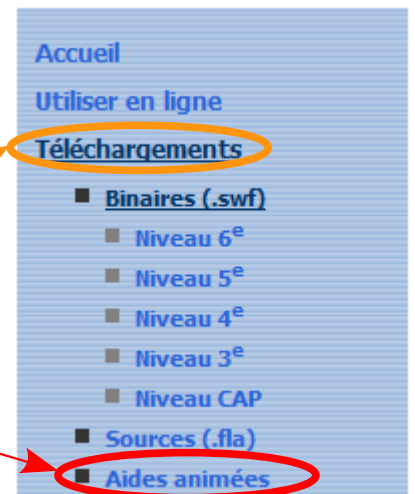 Accueil
Utiliser en ligne
Téléchargements
Binaires (.swf)
Niveau 6e
Niveau 5e
Niveau 4e
Niveau 3e
Niveau CAP
Sources (.fla)
Aides animées